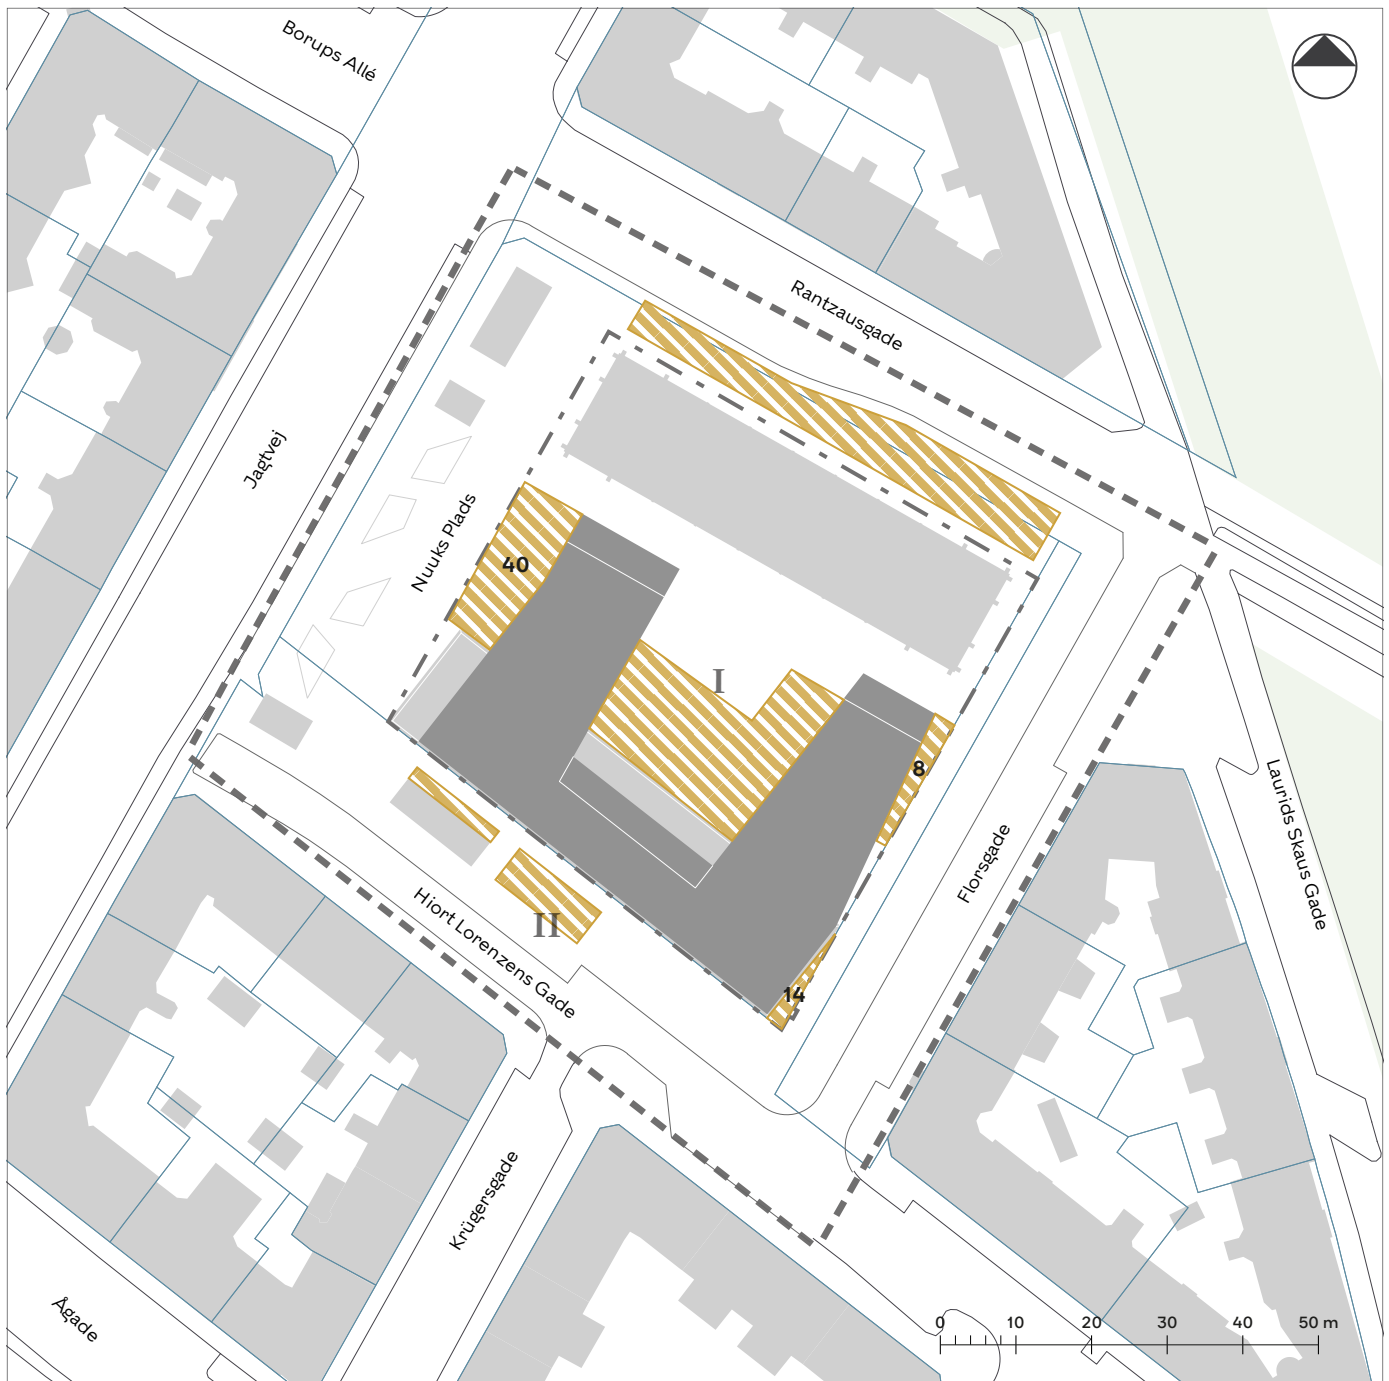 Borups Allé
Rantzausgade
Jagtvej
Nuuks Plads
40
I
8
Laurids Skaus Gade
Florsgade
Hiort Lorenzens Gade
II
14
Krügersgade
Ågade
0 10 20 30 40 50 m